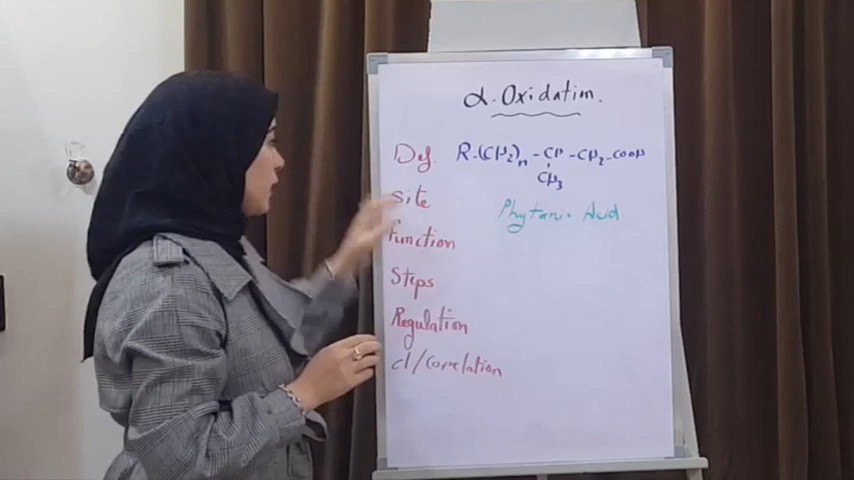 α-Oxidation.
Def. R-(CH2)n-CH-CH2-COOH
CH3
Site
Phytanic Acid.
Function
Steps
Regulation
cl/Correlation